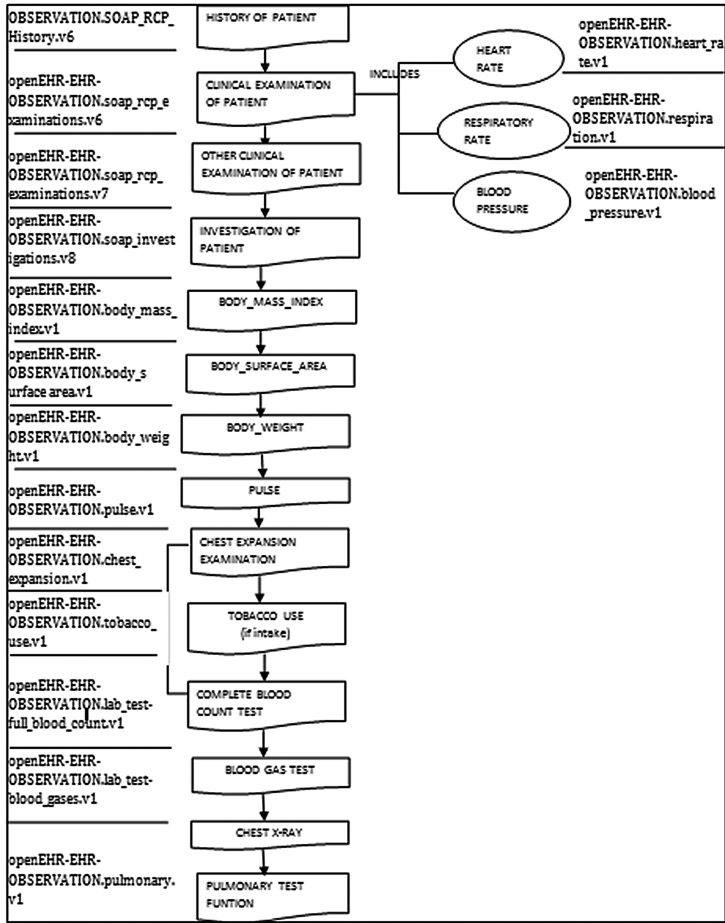 OBSERVATION.SOAP_RCP_
History.v6
openEHR-EHR-
OBSERVATION.soap_rcp_e
xaminations.v6
openEHR-EHR-
OBSERVATION.soap_rcp_
examinations.v7
openEHR-EHR-
OBSERVATION.soap_invest
igations.v8
openEHR-EHR-
OBSERVATION.body_mass_
index.v1
openEHR-EHR-
OBSERVATION.body_s
urface area.v1
openEHR-EHR-
OBSERVATION.body_weig
ht.v1
openEHR-EHR-
OBSERVATION.pulse.v1
openEHR-EHR-
OBSERVATION.chest_
expansion.v1
openEHR-EHR-
OBSERVATION.tobacco_
use.v1
openEHR-EHR-
OBSERVATION.lab_test-
full_blood_count.v1
openEHR-EHR-
OBSERVATION.lab_test-
blood_gases.v1
openEHR-EHR-
OBSERVATION.pulmonary.
v1
HISTORY OF PATIENT
CLINICAL EXAMINATION
OF PATIENT
OTHER CLINICAL
EXAMINATION OF PATIENT
INVESTIGATION OF
PATIENT
BODY_MASS_INDEX
BODY_SURFACE_AREA
BODY_WEIGHT
PULSE
CHEST EXPANSION
EXAMINATION
TOBACCO USE
(if intake)
COMPLETE BLOOD
COUNT TEST
BLOOD GAS TEST
CHEST X-RAY
PULMONARY TEST
FUNTION
INCLUDES
HEART
RATE
RESPIRATORY
RATE
BLOOD
PRESSURE
openEHR-EHR-
OBSERVATION.heart_ra
te.v1
openEHR-EHR-
OBSERVATION.respira
tion.v1
openEHR-EHR-
OBSERVATION.blood
_pressure.v1